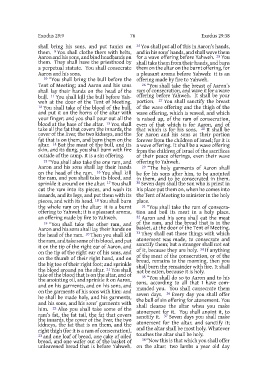 Exodus 29:9 76 Exodus 29:38
shall bring his sons, and put tunics on
them. 9 You shall clothe them with belts,
Aaron and his sons, and bind headbands on
them. They shall have the priesthood by
a perpetual statute. You shall consecrate
Aaron and his sons.
10 “You shall bring the bull before the
Tent of Meeting; and Aaron and his sons
shall lay their hands on the head of the
bull. 11 You shall kill the bull before Yah-
weh at the door of the Tent of Meeting.
12 You shall take of the blood of the bull,
and put it on the horns of the altar with
your finger; and you shall pour out all the
blood at the base of the altar. 13 You shall
take all the fat that covers the innards, the
cover of the liver, the two kidneys, and the
fat that is on them, and burn them on the
altar. 14 But the meat of the bull, and its
skin, and its dung, you shall burn with fire
outside of the camp. It is a sin offering.
15 “You shall also take the one ram, and
Aaron and his sons shall lay their hands
on the head of the ram. 16 You shall kill
the ram, and you shall take its blood, and
sprinkle it around on the altar. 17 You shall
cut the ram into its pieces, and wash its
innards, and its legs, and put them with its
pieces, and with its head. 18 You shall burn
the whole ram on the altar: it is a burnt
offering to Yahweh; it is a pleasant aroma,
an offering made by fire to Yahweh.
19 “You shall take the other ram, and
Aaron and his sons shall lay their hands on
the head of the ram. 20 Then you shall kill
the ram, and take some of its blood, and put
it on the tip of the right ear of Aaron, and
on the tip of the right ear of his sons, and
on the thumb of their right hand, and on
the big toe of their right foot; and sprinkle
the blood around on the altar. 21 You shall
take of the blood that is on the altar, and of
the anointing oil, and sprinkle it on Aaron,
and on his garments, and on his sons, and
on the garments of his sons with him: and
he shall be made holy, and his garments,
and his sons, and his sons’ garments with
him. 22 Also you shall take some of the
ram’s fat, the fat tail, the fat that covers
the innards, the cover of the liver, the two
kidneys, the fat that is on them, and the
right thigh (for it is a ram of consecration),
23 and one loaf of bread, one cake of oiled
bread, and one wafer out of the basket of
unleavened bread that is before Yahweh.
24 You shall put all of this in Aaron’s hands,
and in his sons’ hands, and shall wave them
for a wave offering before Yahweh. 25 You
shall take them from their hands, and burn
them on the altar on the burnt offering, for
a pleasant aroma before Yahweh: it is an
offering made by fire to Yahweh.
26 “You shall take the breast of Aaron’s
ram of consecration, and wave it for a wave
offering before Yahweh. It shall be your
portion. 27 You shall sanctify the breast
of the wave offering and the thigh of the
wave offering, which is waved, and which
is raised up, of the ram of consecration,
even of that which is for Aaron, and of
that which is for his sons. 28 It shall be
for Aaron and his sons as their portion
forever from the children of Israel; for it is
a wave offering. It shall be a wave offering
from the children of Israel of the sacrifices
of their peace offerings, even their wave
offering to Yahweh.
29 “The holy garments of Aaron shall
be for his sons after him, to be anointed
in them, and to be consecrated in them.
30 Seven days shall the son who is priest in
his place put them on, when he comes into
the Tent of Meeting to minister in the holy
place.
31 “You shall take the ram of consecra-
tion and boil its meat in a holy place.
32 Aaron and his sons shall eat the meat
of the ram, and the bread that is in the
basket, at the door of the Tent of Meeting.
33 They shall eat those things with which
atonement was made, to consecrate and
sanctify them; but a stranger shall not eat
of it, because they are holy. 34 If anything
of the meat of the consecration, or of the
bread, remains to the morning, then you
shall burn the remainder with fire. It shall
not be eaten, because it is holy.
35 “You shall do so to Aaron and to his
sons, according to all that I have com-
manded you. You shall consecrate them
seven days. 36 Every day you shall offer
the bull of sin offering for atonement. You
shall cleanse the altar when you make
atonement for it. You shall anoint it, to
sanctify it. 37 Seven days you shall make
atonement for the altar, and sanctify it;
and the altar shall be most holy. Whatever
touches the altar shall be holy.
38 “Now this is that which you shall offer
on the altar: two lambs a year old day